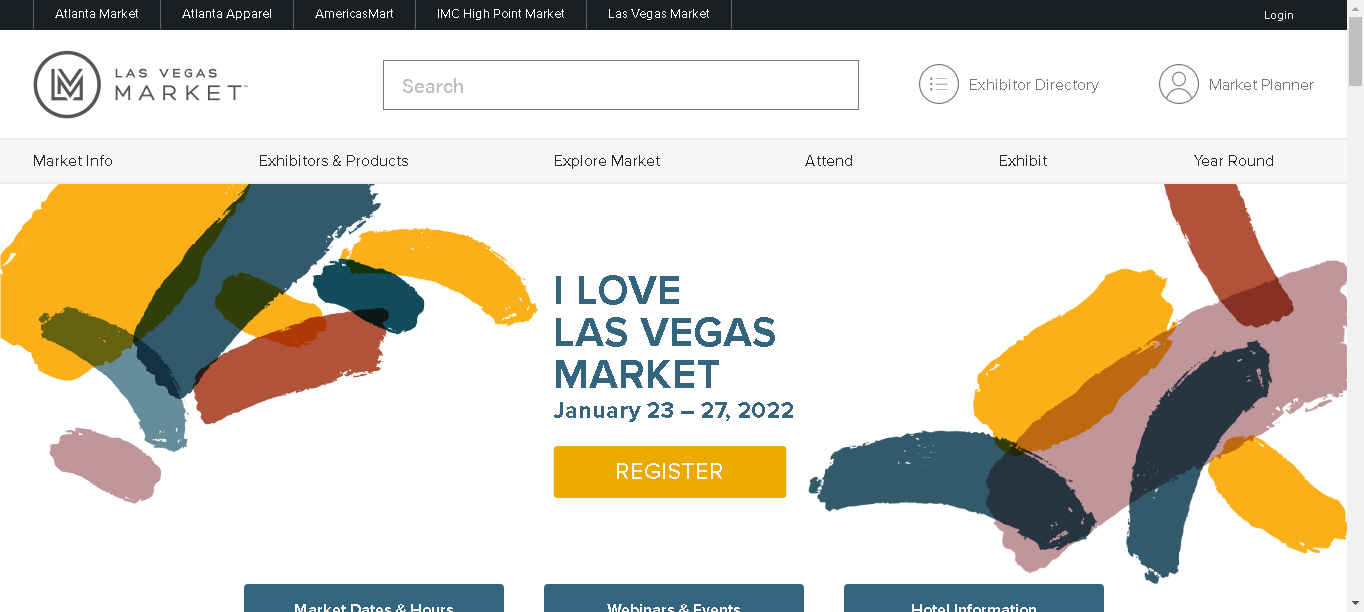 Atlanta Market
Atlanta Apparel
AmericasMart
IMC High Point Market
Las Vegas Market
Login
LM
LAS VEGAS
MARKET™
Search
Exhibitor Directory
Market Planner
Market Info
Exhibitors & Products
Explore Market
Attend
Exhibit
Year Round
I LOVE
LAS VEGAS
MARKET
January 23 – 27, 2022
REGISTER
Market Dates & Hours
Webinars & Events
Hotel Information